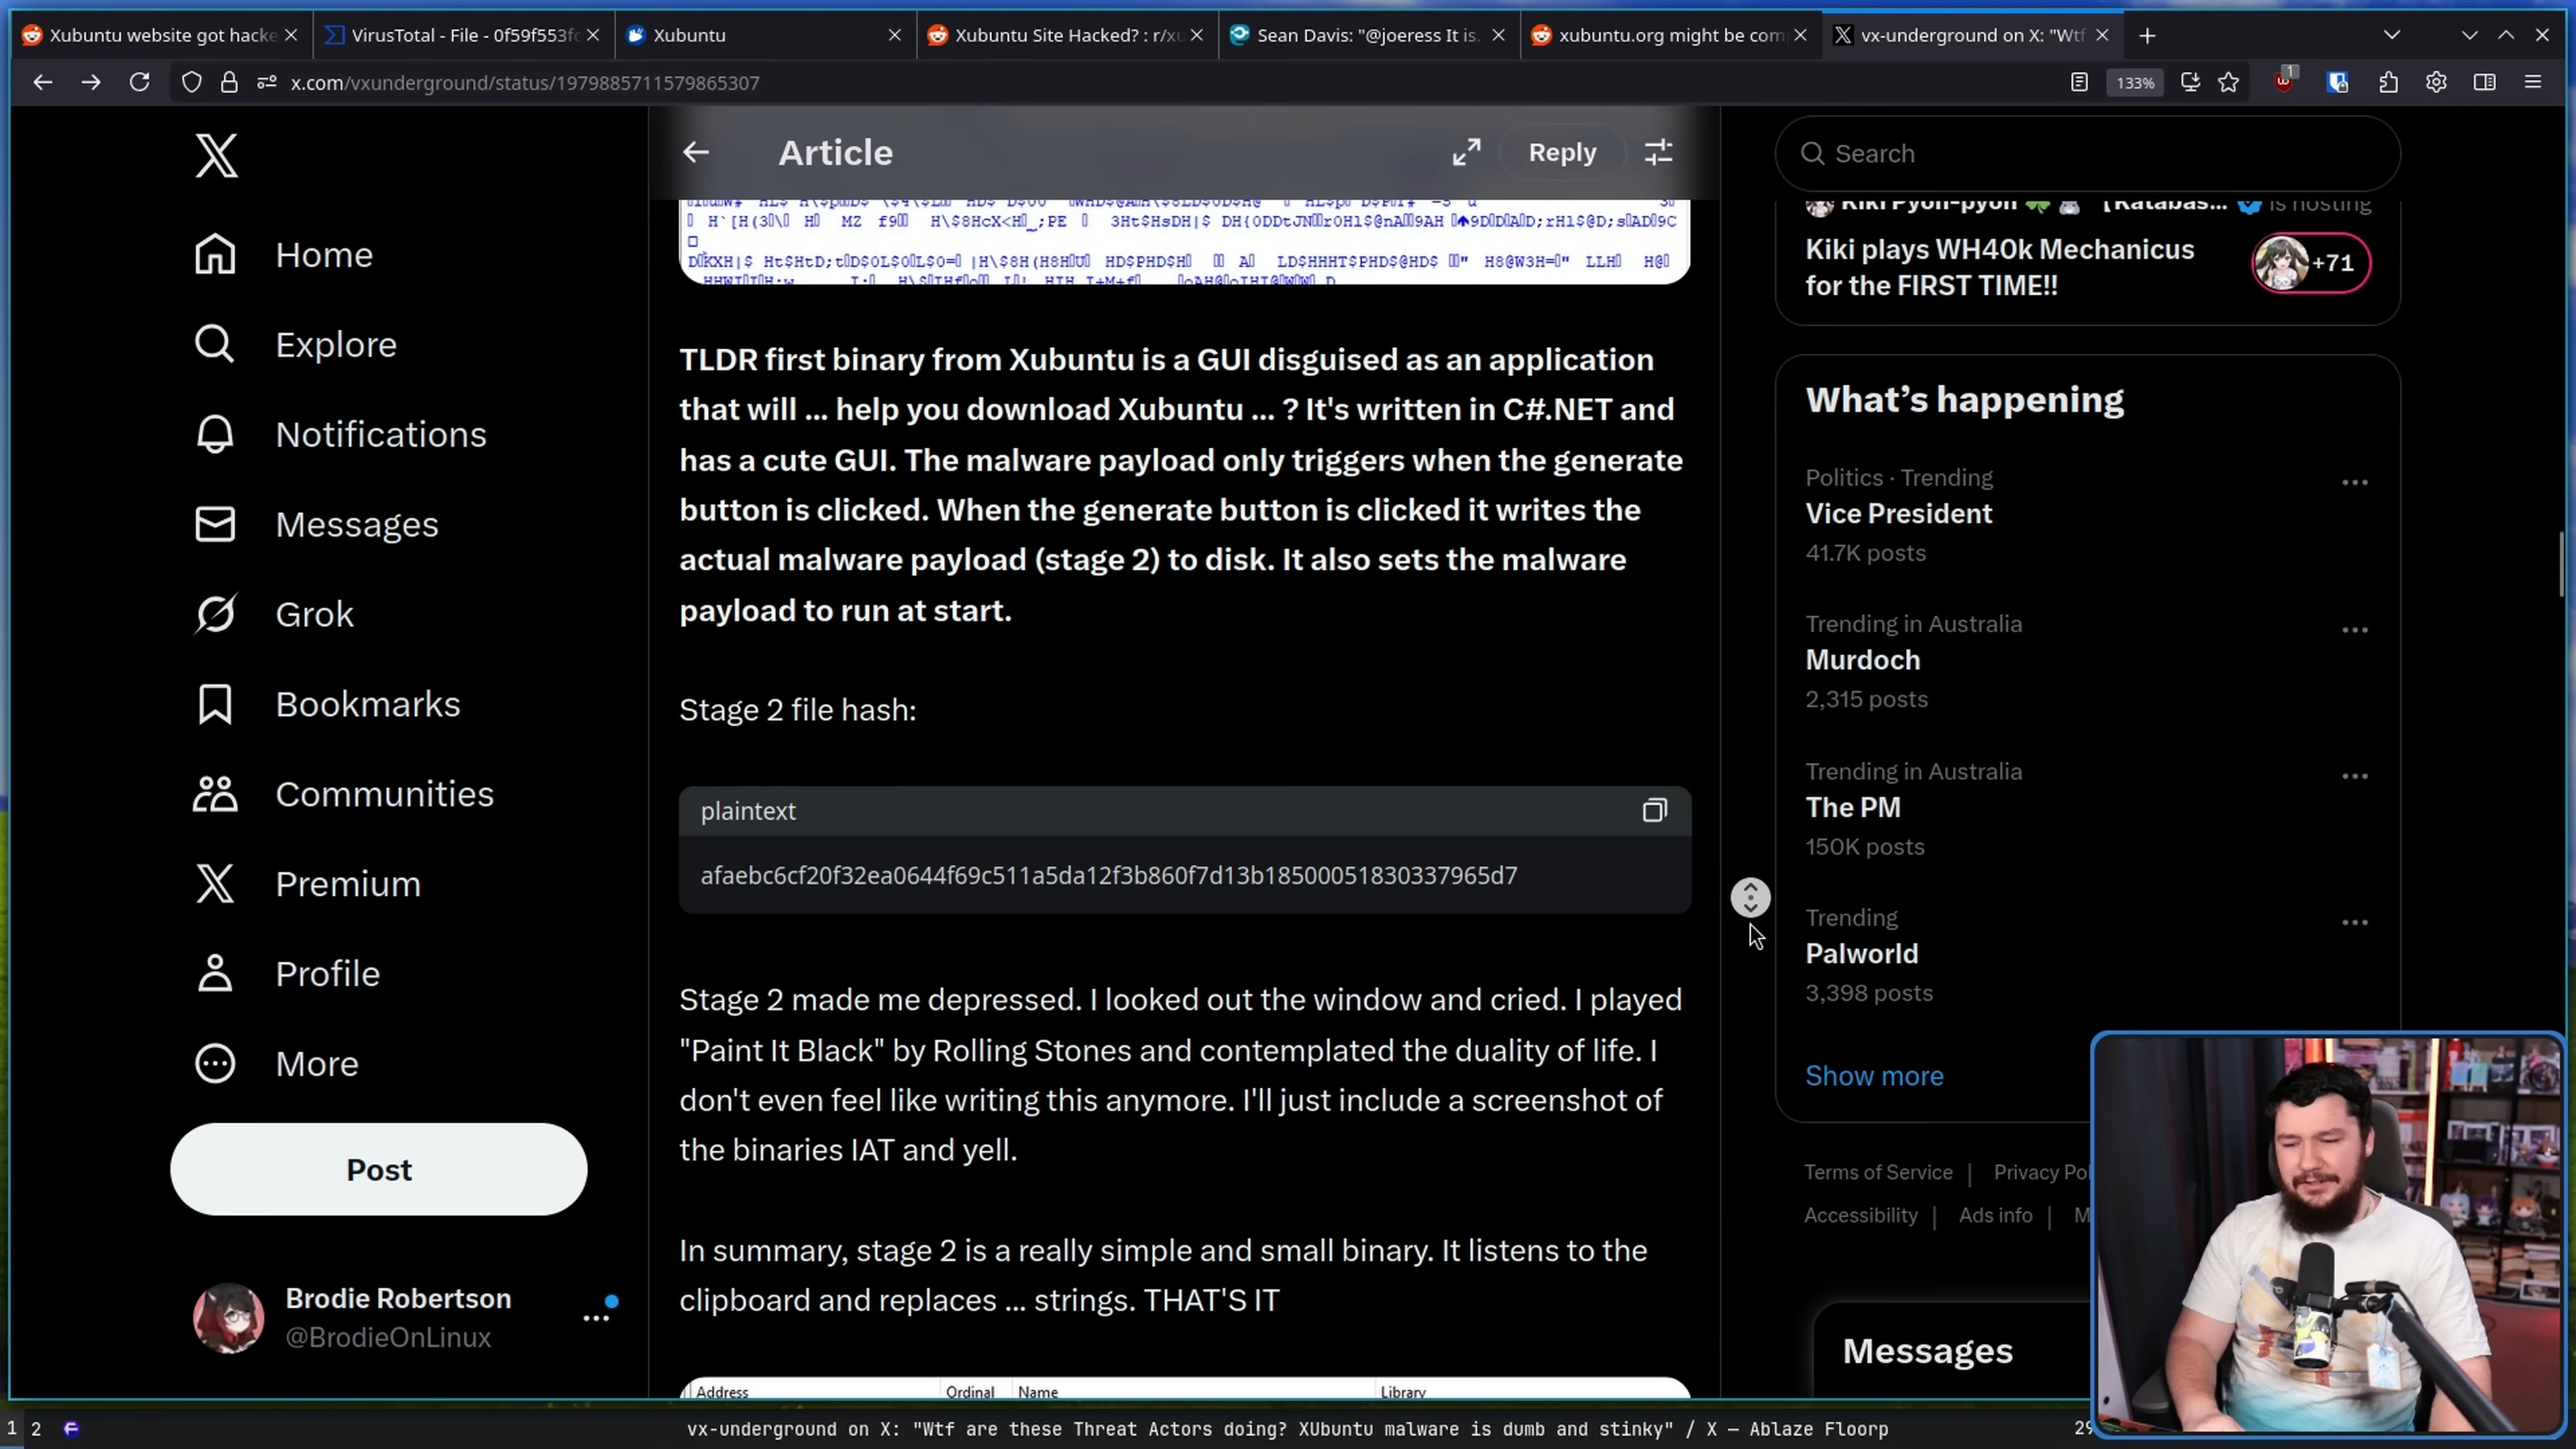 Xubuntu website got hacke
VirusTotal - File - 0f59f553fc
Xubuntu
Xubuntu Site Hacked? : r/xu
Sean Davis: "@joeress It is
xubuntu.org might be com
vx-underground on X: "Wtf
x.com/vxunderground/status/1979885711579865307
133%
1
Home
Explore
Notifications
Messages
Grok
Bookmarks
Communities
Premium
Profile
More
Post
Brodie Robertson
@BrodieOnLinux
Article
Reply
TLDR first binary from Xubuntu is a GUI disguised as an application
that will ... help you download Xubuntu ... ? It's written in C#.NET and
has a cute GUI. The malware payload only triggers when the generate
button is clicked. When the generate button is clicked it writes the
actual malware payload (stage 2) to disk. It also sets the malware
payload to run at start.
Stage 2 file hash:
plaintext
afaebc6cf20f32ea0644f69c511a5da12f3b860f7d13b18500051830337965d7
Stage 2 made me depressed. I looked out the window and cried. I played
"Paint It Black" by Rolling Stones and contemplated the duality of life. I
don't even feel like writing this anymore. I'll just include a screenshot of
the binaries IAT and yell.
In summary, stage 2 is a really simple and small binary. It listens to the
clipboard and replaces ... strings. THAT'S IT
Address Ordinal Name Library
Search
Kiki Pyon-pyon [Katabas... is hosting
Kiki plays WH40k Mechanicus
for the FIRST TIME!!
+71
What's happening
Politics · Trending
Vice President
41.7K posts
Trending in Australia
Murdoch
2,315 posts
Trending in Australia
The PM
150K posts
Trending
Palworld
3,398 posts
Show more
Terms of Service | Privacy Pol
Accessibility | Ads info | M
Messages
1 2
vx-underground on X: "Wtf are these Threat Actors doing? XUbuntu malware is dumb and stinky" / X — Ablaze Floorp
29